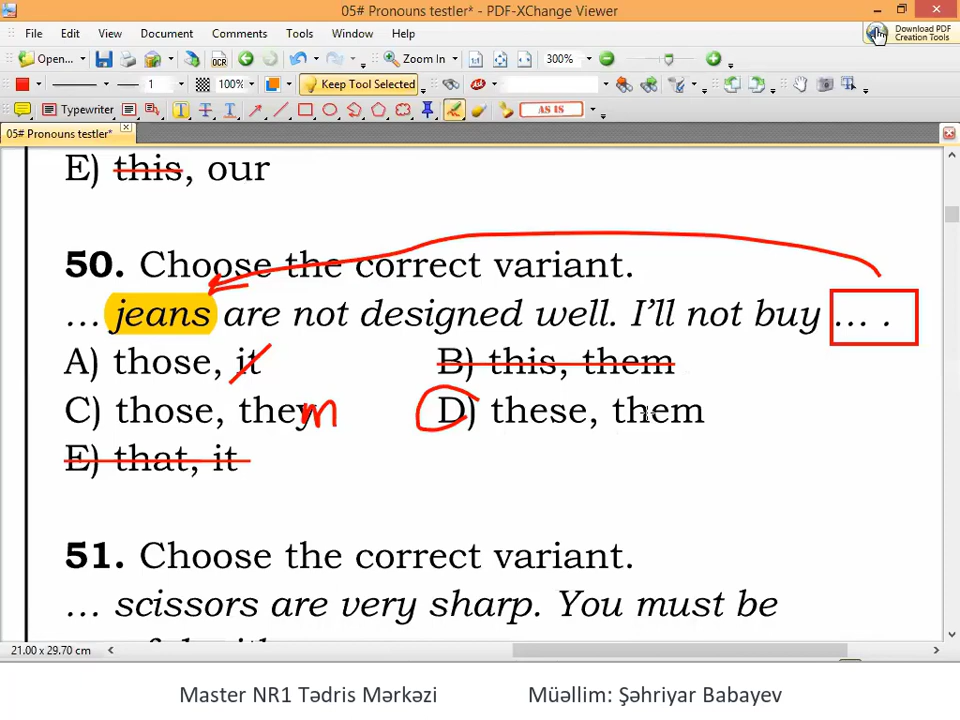 05# Pronouns testler* - PDF-XChange Viewer
File Edit View Document Comments Tools Window Help
Download PDF Creation Tools
Open... OCR Zoom In 300%
1 100% Keep Tool Selected
Typewriter AS IS
05# Pronouns testler*
E) this, our
50. Choose the correct variant.
... jeans are not designed well. I'll not buy ... .
A) those, it B) this, them
C) those, they m D) these, them
E) that, it
51. Choose the correct variant.
... scissors are very sharp. You must be
21.00 x 29.70 cm
Master NR1 Tədris Mərkəzi Müəllim: Şəhriyar Babayev